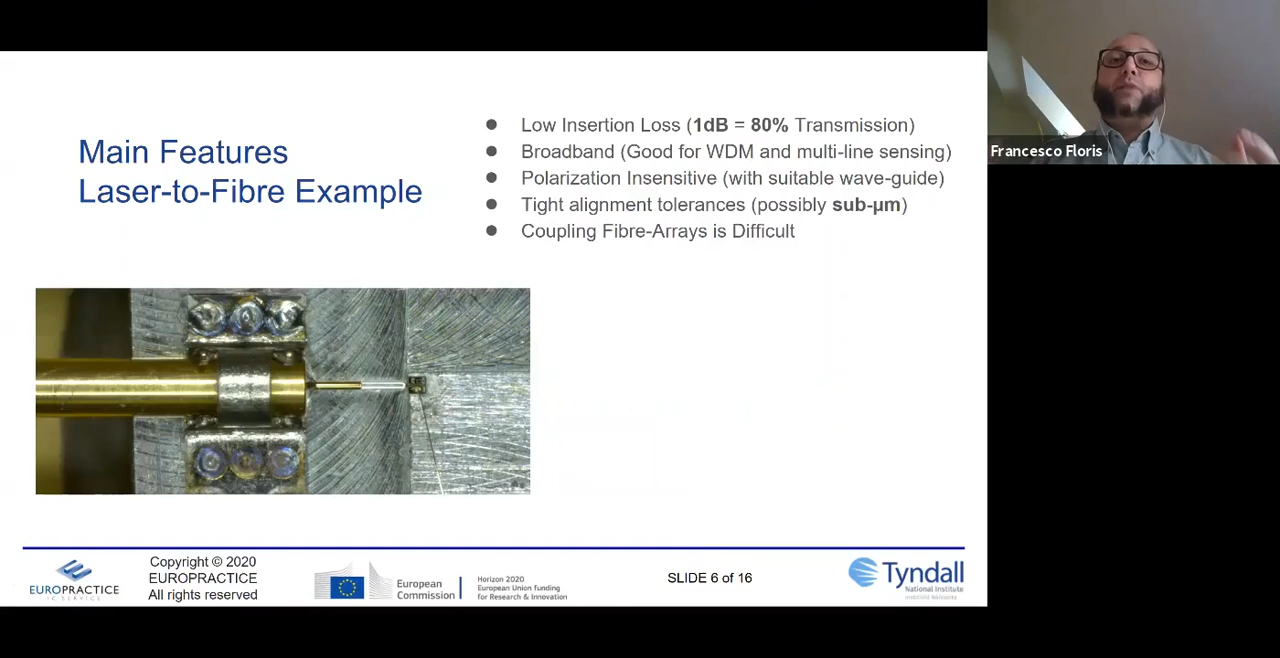 Main Features
Laser-to-Fibre Example
Low Insertion Loss (1dB = 80% Transmission)
Broadband (Good for WDM and multi-line sensing)
Polarization Insensitive (with suitable wave-guide)
Tight alignment tolerances (possibly sub-µm)
Coupling Fibre-Arrays is Difficult
Francesco Floris
EUROPRACTICE
IC SERVICE
Copyright © 2020
EUROPRACTICE
All rights reserved
European
Commission
Horizon 2020
European Union funding
for Research & Innovation
SLIDE 6 of 16
Tyndall
National Institute